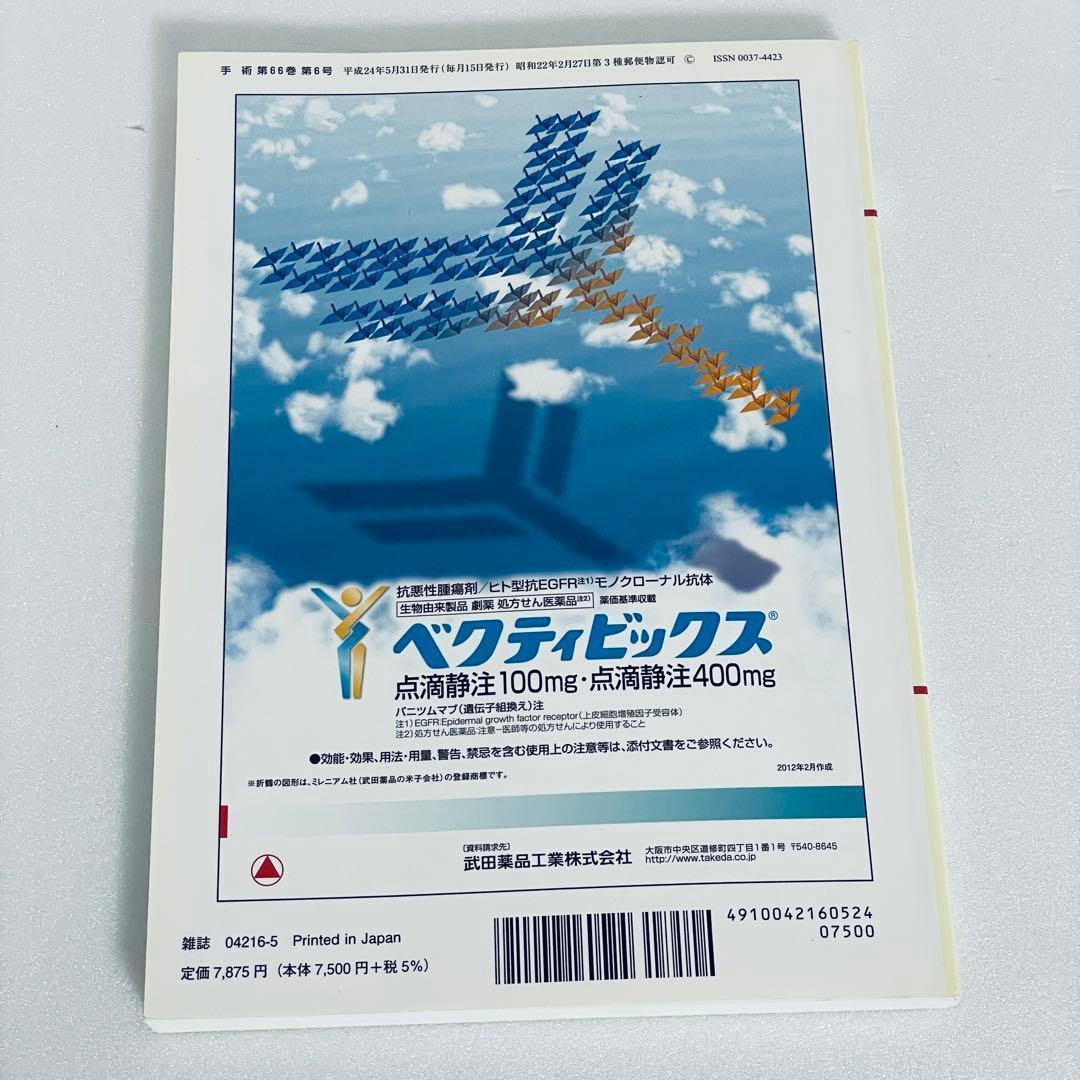 手術 第66巻 第6号 平成24年5月31日発行(毎月15日発行) 昭和22年2月27日第3種郵便物認可 © ISSN 0037-4423
抗悪性腫瘍剤/ヒト型抗EGFR注1)モノクローナル抗体
生物由来製品 劇薬 処方せん医薬品注2) 薬価基準収載
ベクティビックス®
点滴静注100mg・点滴静注400mg
パニツムマブ(遺伝子組換え)注
注1)EGFR:Epidermal growth factor receptor(上皮細胞増殖因子受容体)
注2)処方せん医薬品:注意−医師等の処方せんにより使用すること
●効能・効果、用法・用量、警告、禁忌を含む使用上の注意等は、添付文書をご参照ください。
※折鶴の図形は、ミレニアム社(武田薬品の米子会社)の登録商標です。
2012年2月作成
〔資料請求先〕
武田薬品工業株式会社
大阪市中央区道修町四丁目1番1号 〒540-8645
http://www.takeda.co.jp
雑誌 04216-5 Printed in Japan
定価7,875円(本体7,500円+税5%)
4910042160524
07500